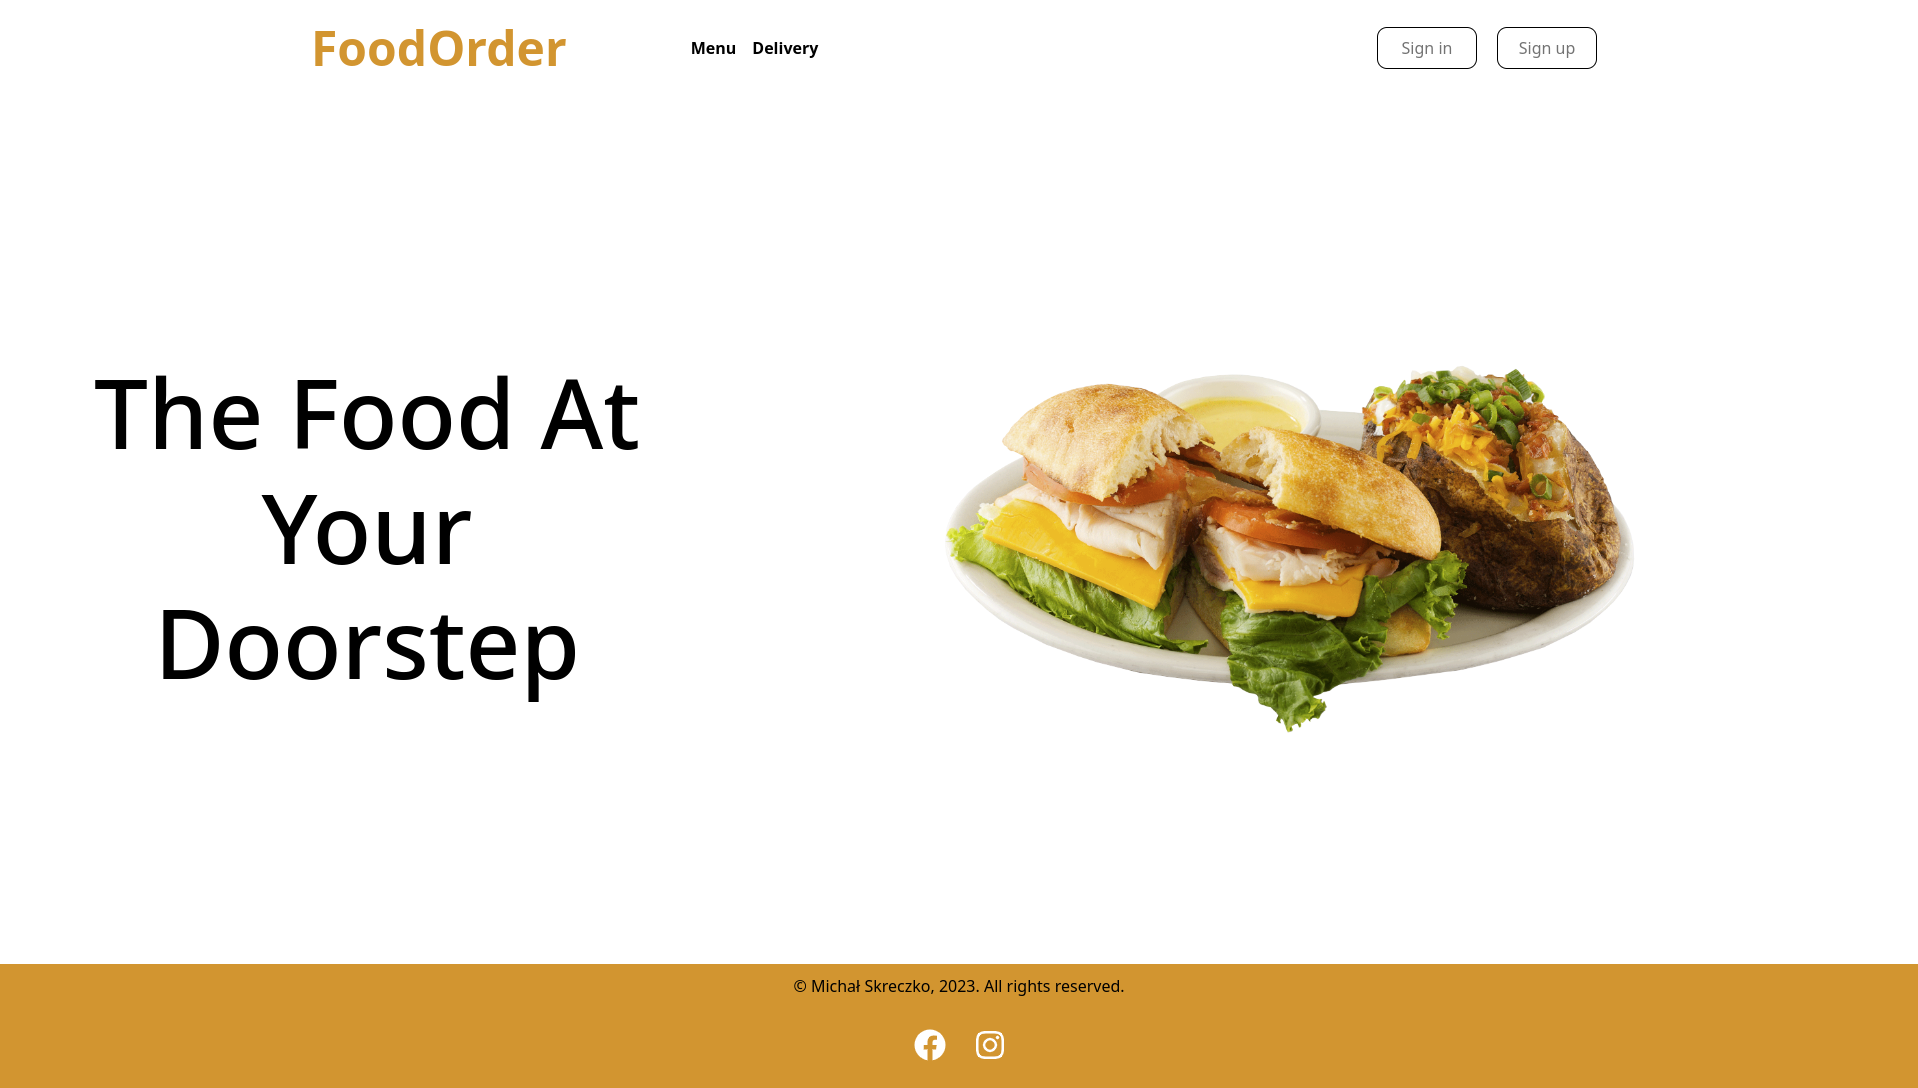 FoodOrder
Menu Delivery
Sign in
Sign up
The Food At
Your
Doorstep
© Michał Skreczko, 2023. All rights reserved.